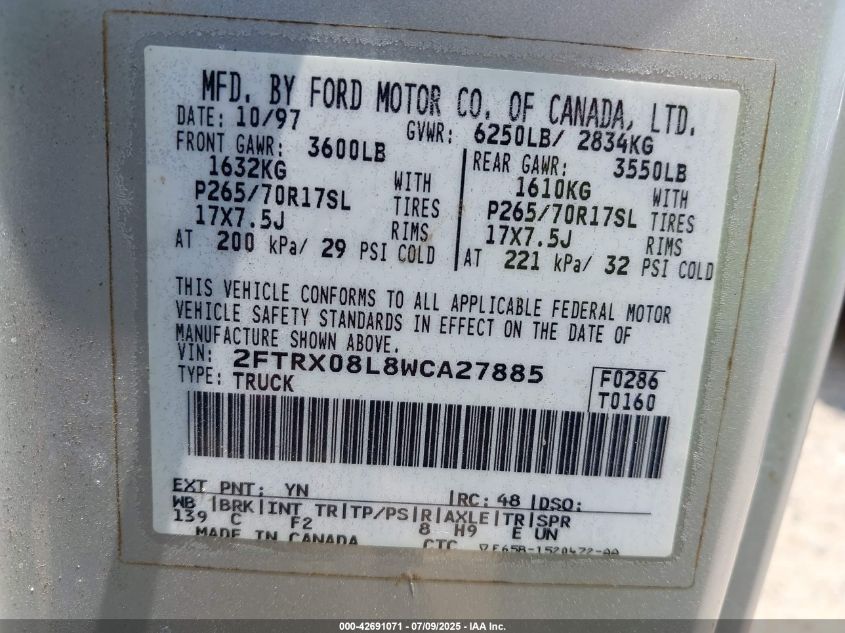 MFD. BY FORD MOTOR CO. OF CANADA, LTD.
DATE: 10/97
GVWR: 6250LB/ 2834KG
FRONT GAWR: 3600LB
1632KG WITH
P265/70R17SL TIRES
17X7.5J RIMS
AT 200 kPa/ 29 PSI COLD
REAR GAWR: 3550LB
1610KG WITH
P265/70R17SL TIRES
17X7.5J RIMS
AT 221 kPa/ 32 PSI COLD
THIS VEHICLE CONFORMS TO ALL APPLICABLE FEDERAL MOTOR
VEHICLE SAFETY STANDARDS IN EFFECT ON THE DATE OF
MANUFACTURE SHOWN ABOVE.
VIN: 2FTRX08L8WCA27885
TYPE: TRUCK
F0286
T0160
EXT PNT: YN |RC: 48 |DSO:
WB |BRK|INT TR|TP/PS|R|AXLE|TR|SPR
139 C F2 8 H9 E UN
MADE IN CANADA CTC
000-42691071 / 07/09/2025 - IAA Inc.